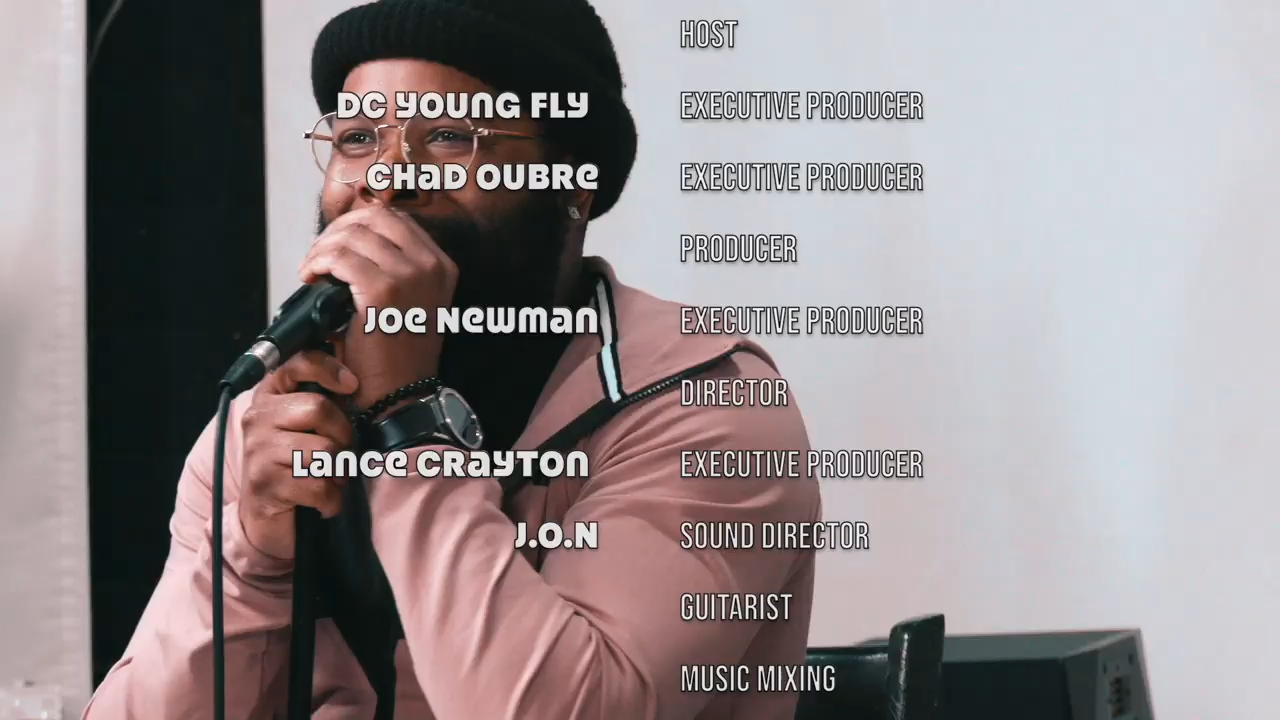 HOST
DC YOUNG FLY EXECUTIVE PRODUCER
CHAD OUBRE EXECUTIVE PRODUCER
PRODUCER
JOE NEWMAN EXECUTIVE PRODUCER
DIRECTOR
LANCE CRAYTON EXECUTIVE PRODUCER
J.O.N SOUND DIRECTOR
GUITARIST
MUSIC MIXING